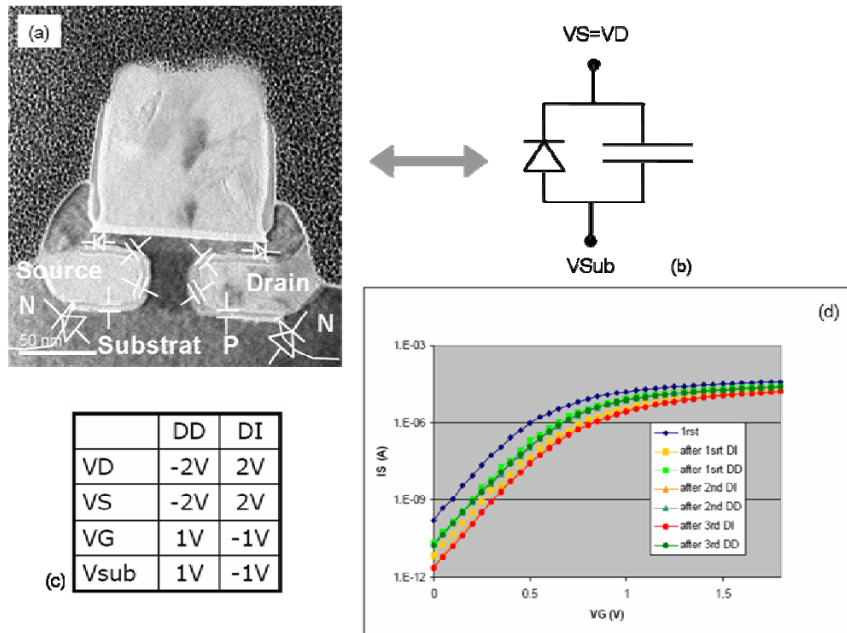 (a)
Source
Drain
N
N
50 nm
Substrat
P
VS=VD
VSub
(b)
DD DI
VD -2V 2V
VS -2V 2V
VG 1V -1V
Vsub 1V -1V
(c)
(d)
1.E-03
1.E-06
1.E-09
1.E-12
IS (A)
0 0.5 1 1.5
VG (V)
1rst
after 1srt DI
after 1srt DD
after 2nd DI
after 2nd DD
after 3rd DI
after 3rd DD